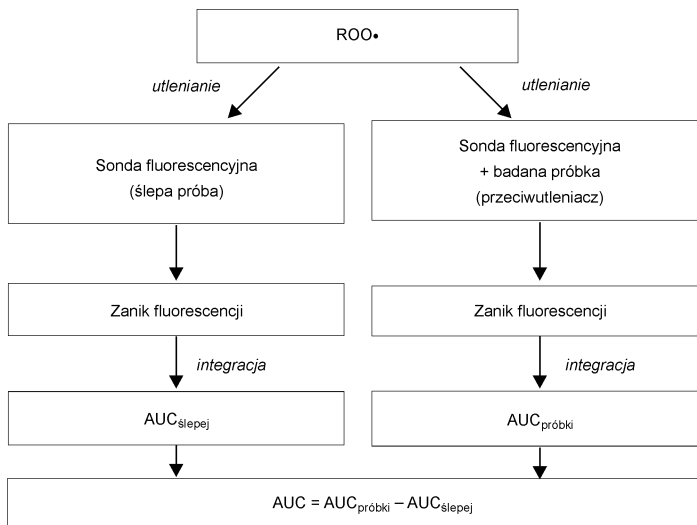 ROO•
utlenianie
utlenianie
Sonda fluorescencyjna
(ślepa próba)
Sonda fluorescencyjna
+ badana próbka
(przeciwutleniacz)
Zanik fluorescencji
Zanik fluorescencji
integracja
integracja
AUCślepej
AUCpróbki
AUC = AUCpróbki – AUCślepej